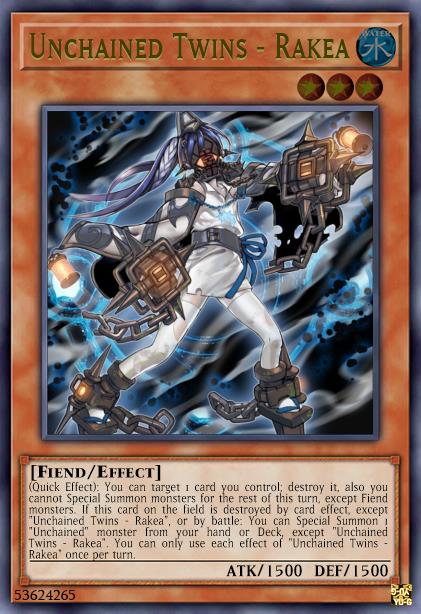 Unchained Twins - Rakea
WATER
水
[Fiend/Effect]
(Quick Effect): You can target 1 card you control; destroy it, also you
cannot Special Summon monsters for the rest of this turn, except Fiend
monsters. If this card on the field is destroyed by card effect, except
"Unchained Twins - Rakea", or by battle: You can Special Summon 1
"Unchained" monster from your hand or Deck, except "Unchained
Twins - Rakea". You can only use each effect of "Unchained Twins -
Rakea" once per turn.
ATK/1500 DEF/1500
53624265